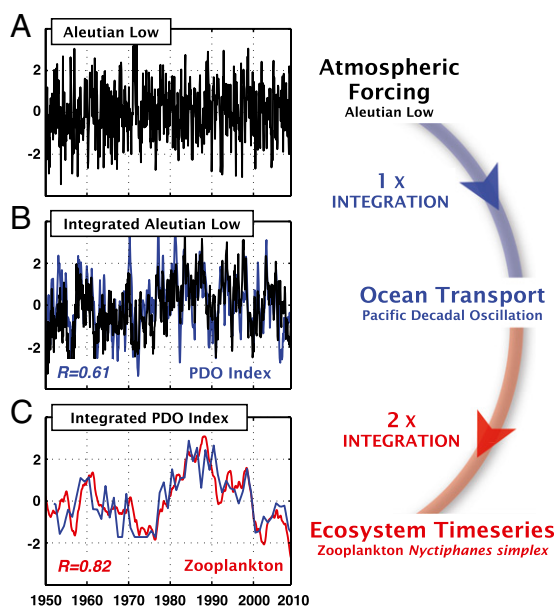 A
Aleutian Low
2
0
-2
B
Integrated Aleutian Low
2
0
-2
R=0.61
PDO Index
C
Integrated PDO Index
2
0
-2
R=0.82
Zooplankton
1950 1960 1970 1980 1990 2000 2010
Atmospheric
Forcing
Aleutian Low
1 x
INTEGRATION
Ocean Transport
Pacific Decadal Oscillation
2 x
INTEGRATION
Ecosystem Timeseries
Zooplankton Nyctiphanes simplex